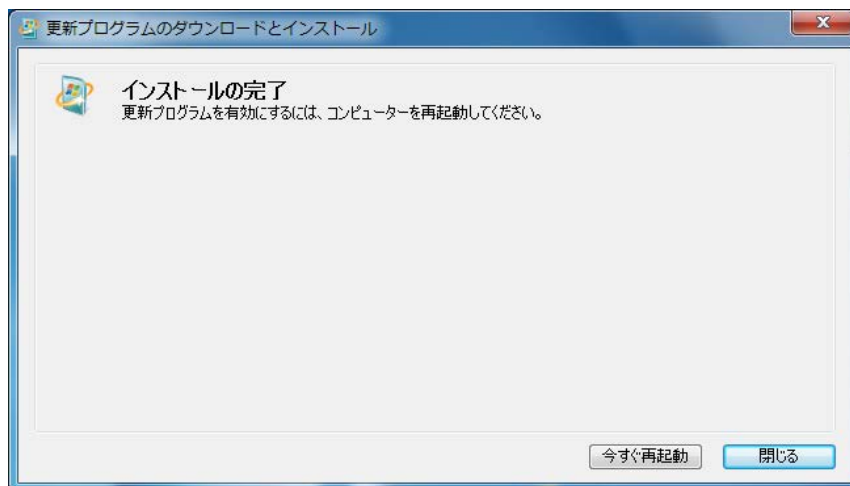 更新プログラムのダウンロードとインストール
インストールの完了
更新プログラムを有効にするには、コンピューターを再起動してください。
今すぐ再起動
閉じる